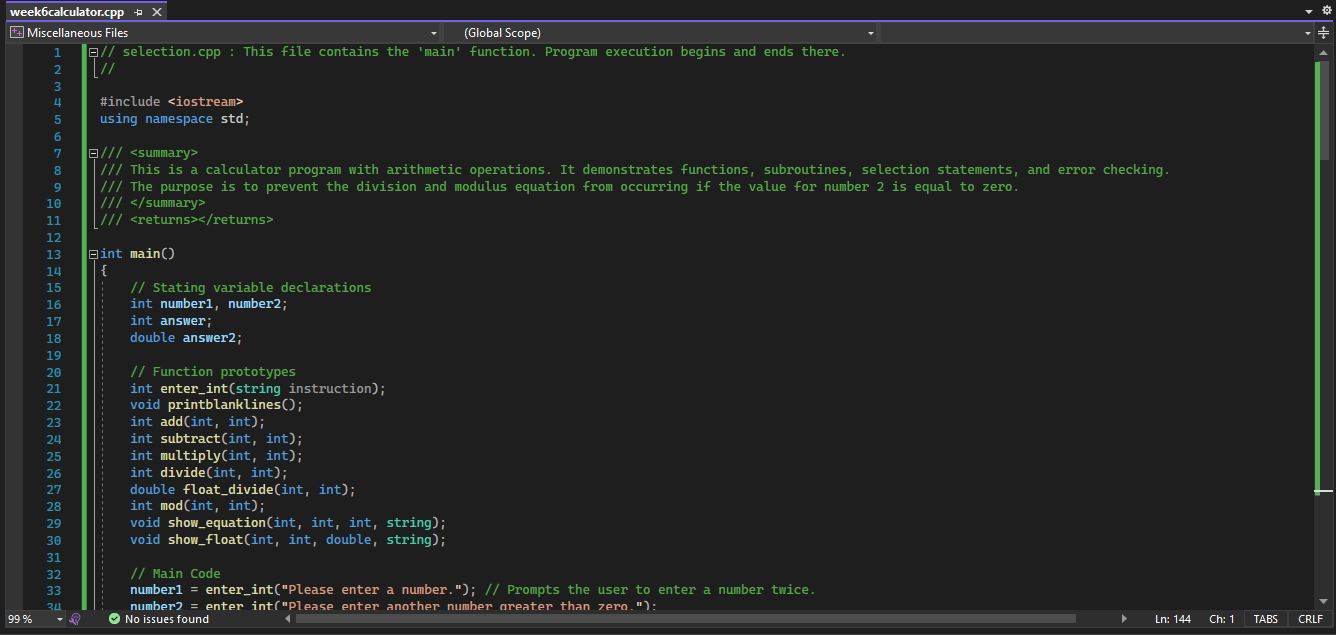 week6calculator.cpp
Miscellaneous Files (Global Scope)
1 // selection.cpp : This file contains the 'main' function. Program execution begins and ends there.
2 //
3
4 #include <iostream>
5 using namespace std;
6
7 /// <summary>
8 /// This is a calculator program with arithmetic operations. It demonstrates functions, subroutines, selection statements, and error checking.
9 /// The purpose is to prevent the division and modulus equation from occurring if the value for number 2 is equal to zero.
10 /// </summary>
11 /// <returns></returns>
12
13 int main()
14 {
15 // Stating variable declarations
16 int number1, number2;
17 int answer;
18 double answer2;
19
20 // Function prototypes
21 int enter_int(string instruction);
22 void printblanklines();
23 int add(int, int);
24 int subtract(int, int);
25 int multiply(int, int);
26 int divide(int, int);
27 double float_divide(int, int);
28 int mod(int, int);
29 void show_equation(int, int, int, string);
30 void show_float(int, int, double, string);
31
32 // Main Code
33 number1 = enter_int("Please enter a number."); // Prompts the user to enter a number twice.
34 number2 = enter_int("Please enter another number greater than zero.");
99 % No issues found Ln: 144 Ch: 1 TABS CRLF